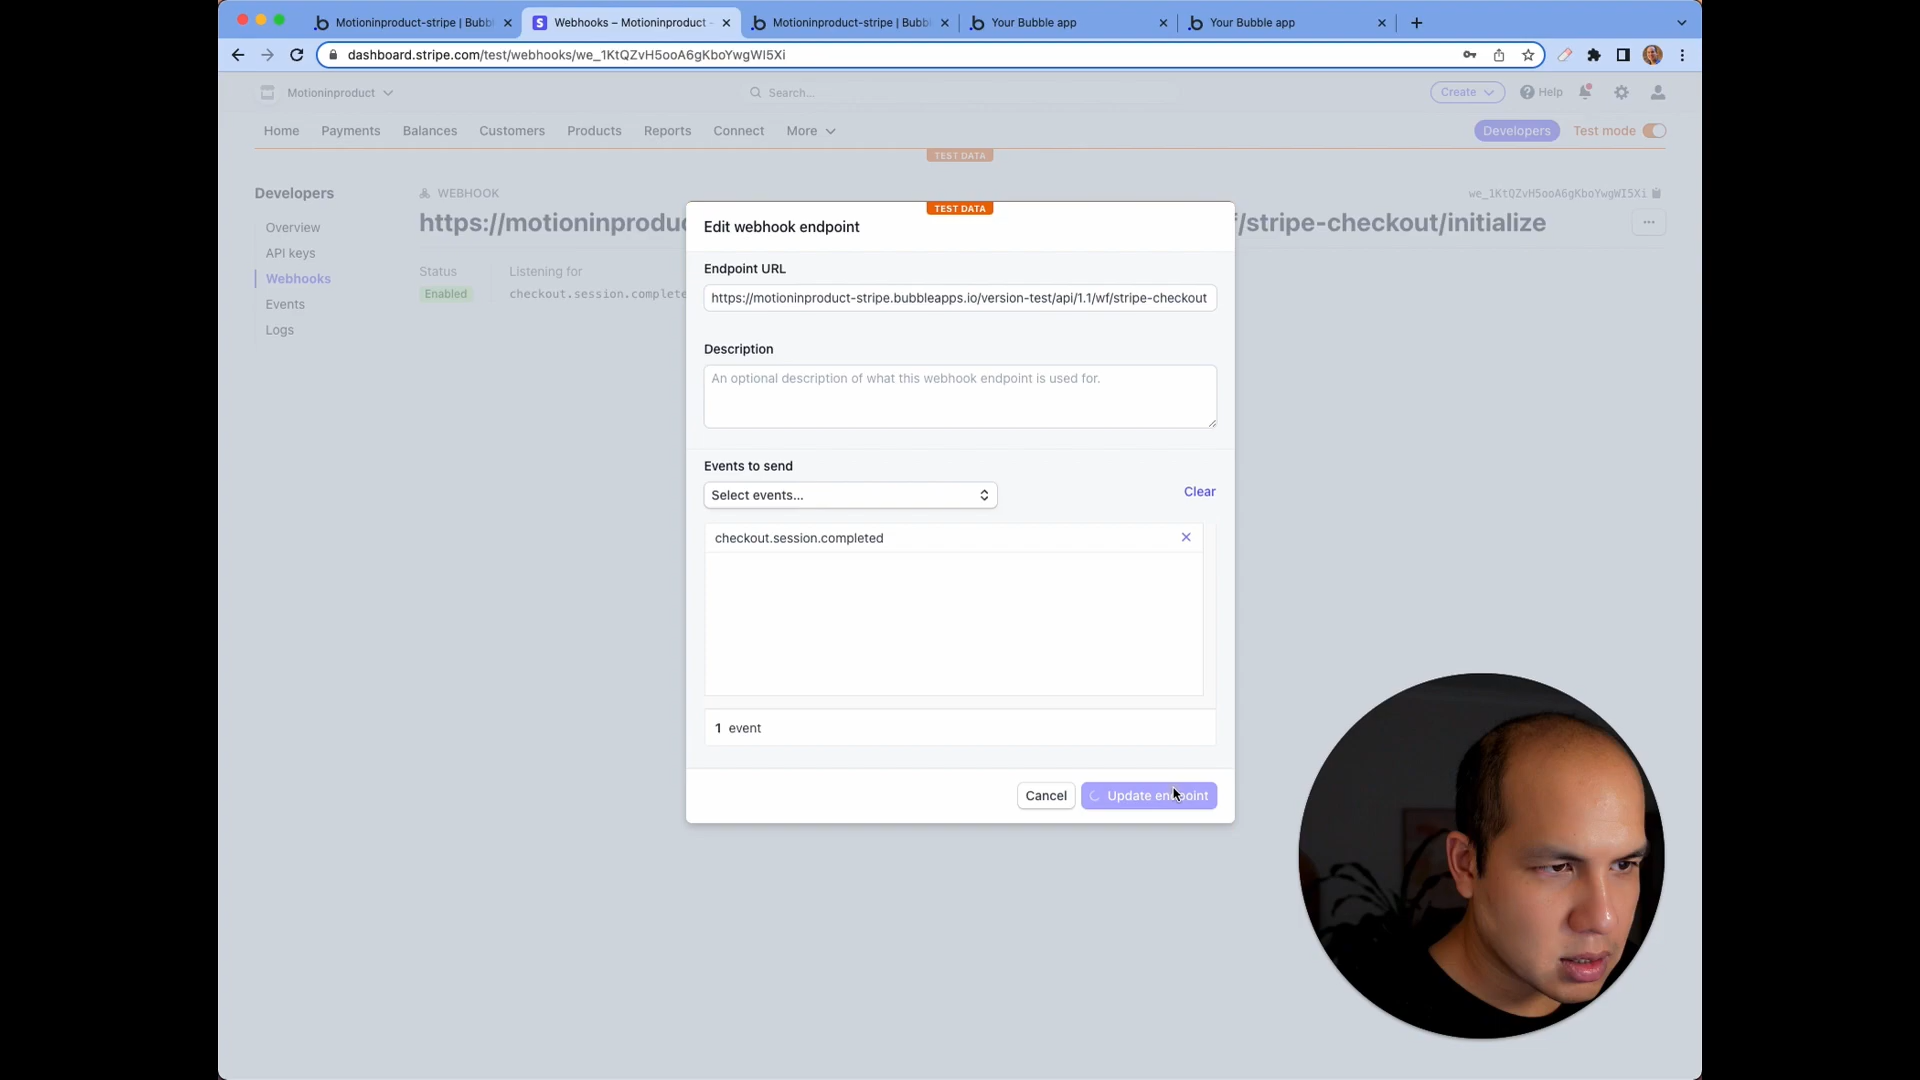 Motioninproduct-stripe | Bubbl
Webhooks – Motioninproduct –
Motioninproduct-stripe | Bubbl
Your Bubble app
Your Bubble app
dashboard.stripe.com/test/webhooks/we_1KtQZvH5ooA6gKboYwgWI5Xi
Motioninproduct
Search...
Create
Help
Home
Payments
Balances
Customers
Products
Reports
Connect
More
Developers
Test mode
TEST DATA
Developers
Overview
API keys
Webhooks
Events
Logs
WEBHOOK
we_1KtQZvH5ooA6gKboYwgWI5Xi
https://motioninproduc
f/stripe-checkout/initialize
Status
Enabled
Listening for
checkout.session.complete
TEST DATA
Edit webhook endpoint
Endpoint URL
https://motioninproduct-stripe.bubbleapps.io/version-test/api/1.1/wf/stripe-checkout
Description
An optional description of what this webhook endpoint is used for.
Events to send
Select events...
Clear
checkout.session.completed
1 event
Cancel
Update endpoint